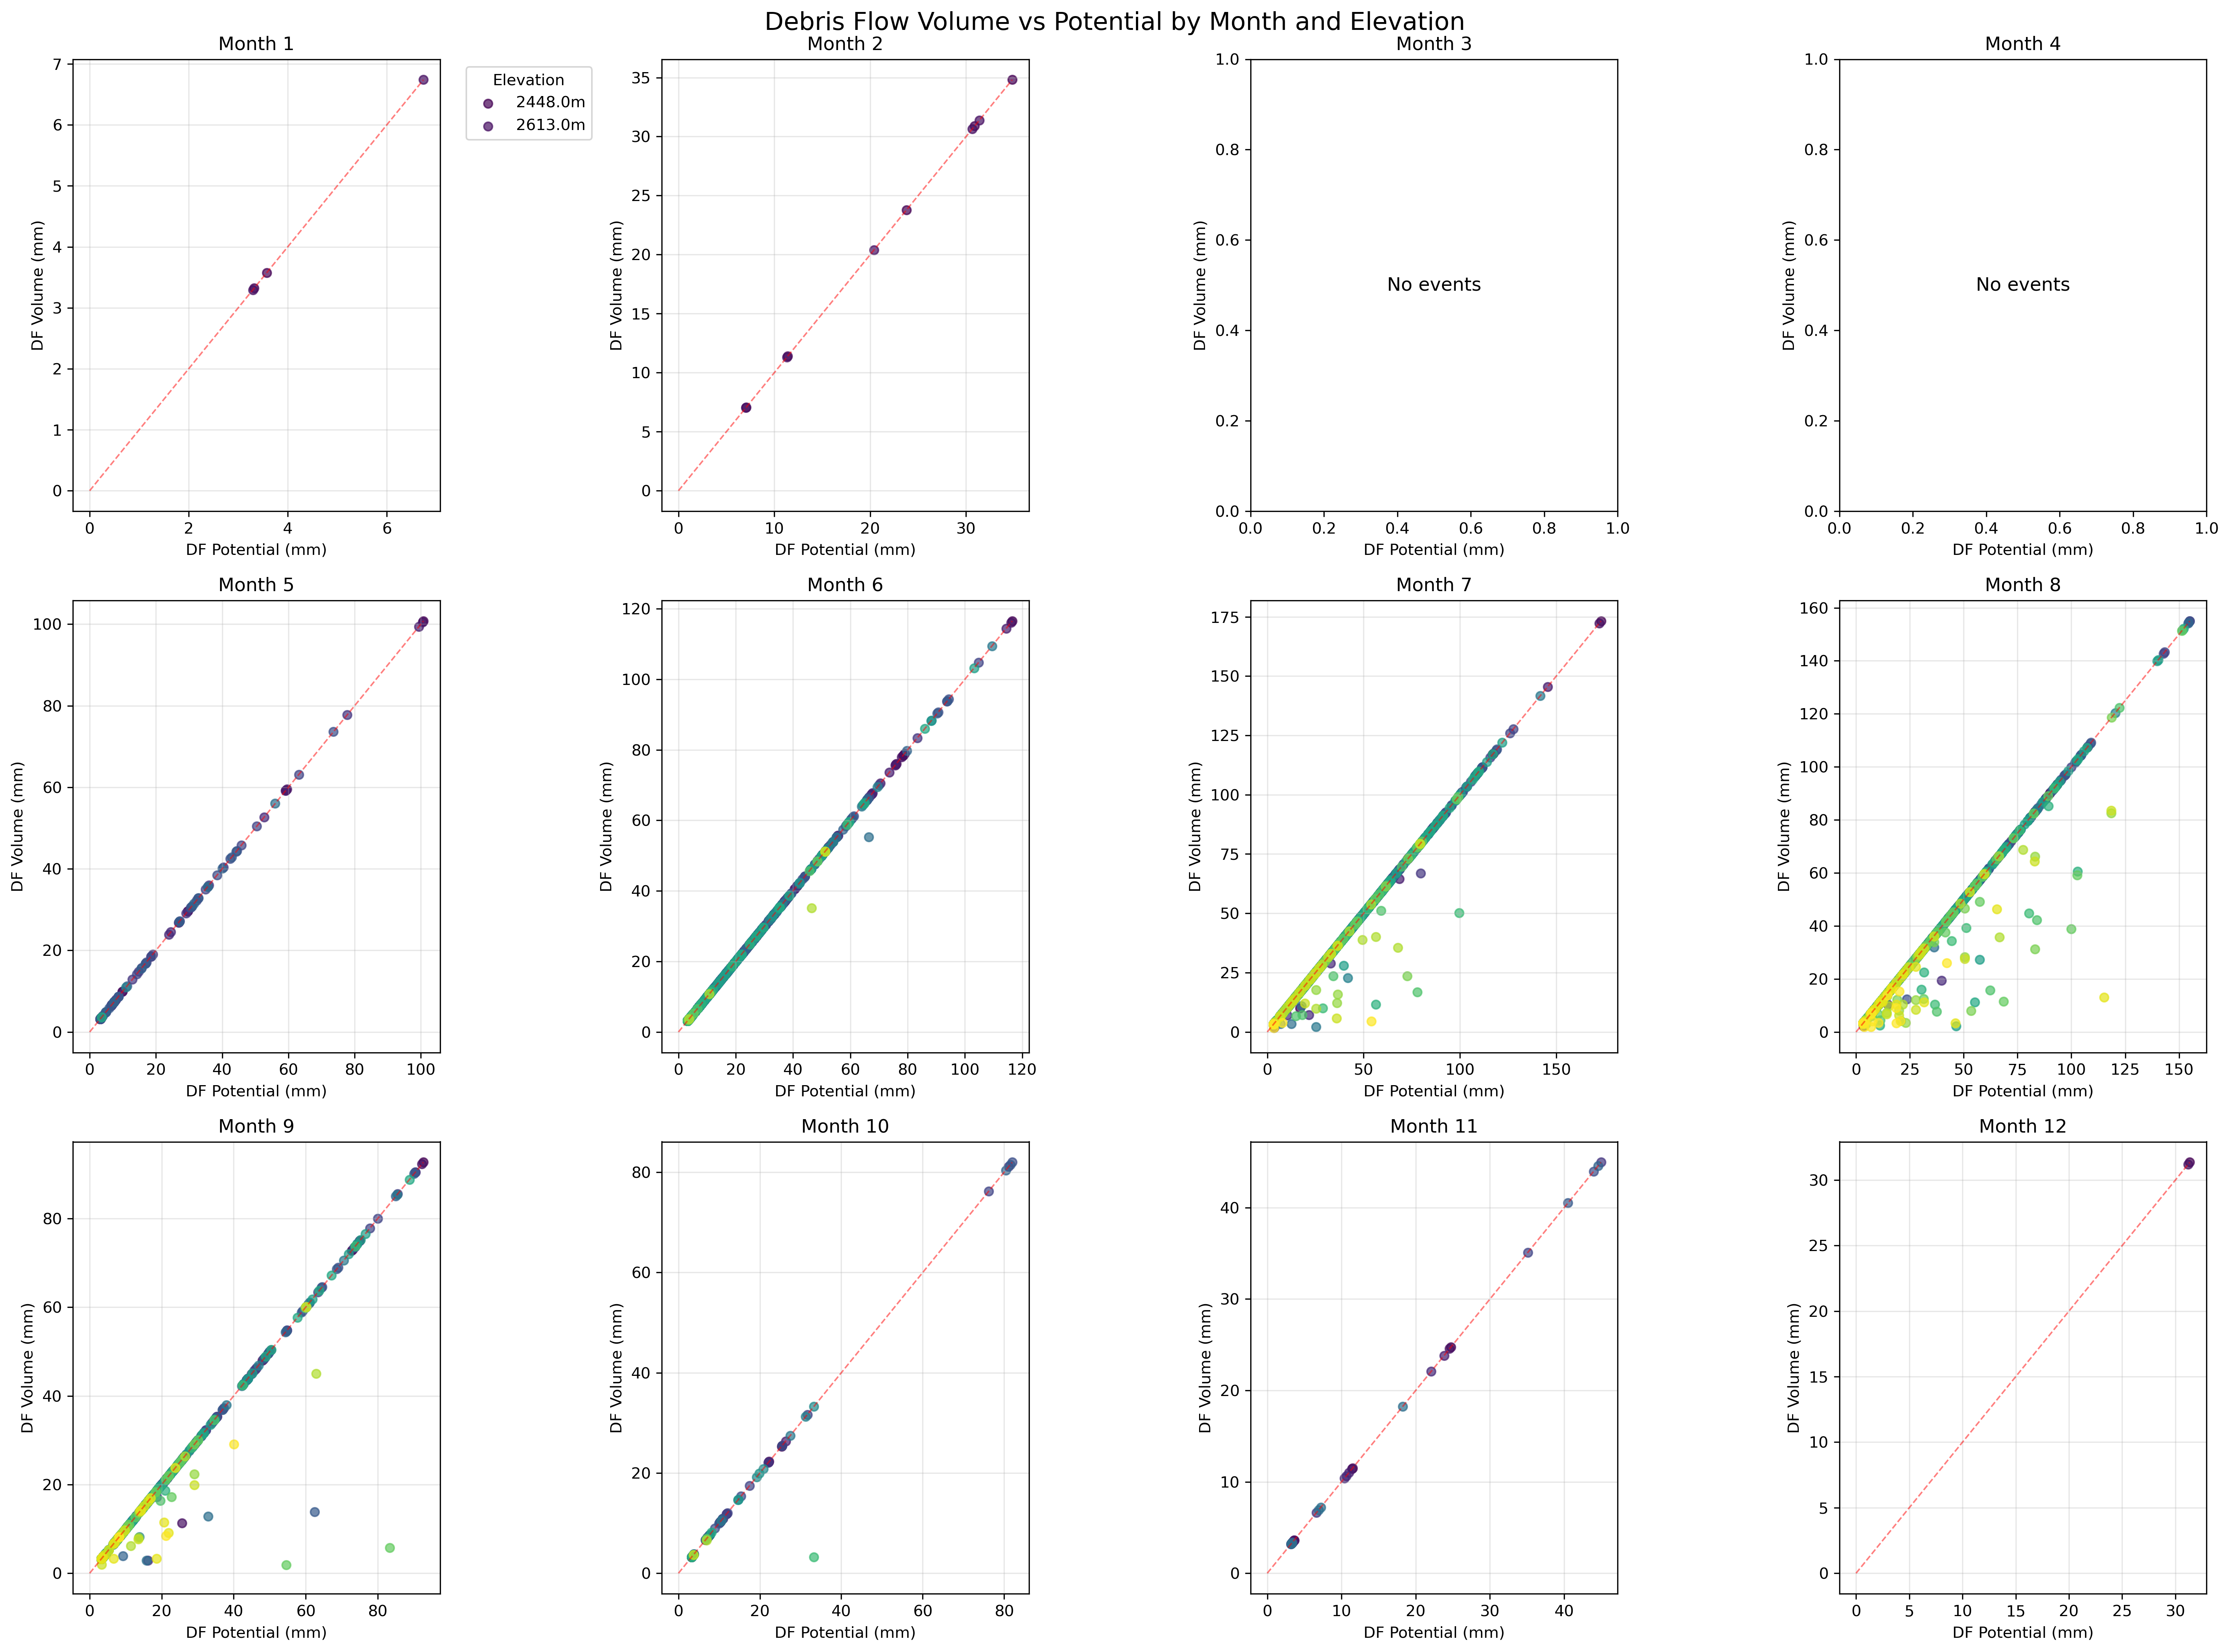 Debris Flow Volume vs Potential by Month and Elevation
Month 1
7
6
5
4
3
2
1
0
DF Volume (mm)
0 2 4 6
DF Potential (mm)
Elevation
2448.0m
2613.0m
Month 2
35
30
25
20
15
10
5
0
DF Volume (mm)
0 10 20 30
DF Potential (mm)
Month 3
1.0
0.8
0.6
0.4
0.2
0.0
DF Volume (mm)
No events
0.0 0.2 0.4 0.6 0.8 1.0
DF Potential (mm)
Month 4
1.0
0.8
0.6
0.4
0.2
0.0
DF Volume (mm)
No events
0.0 0.2 0.4 0.6 0.8 1.0
DF Potential (mm)
Month 5
100
80
60
40
20
0
DF Volume (mm)
0 20 40 60 80 100
DF Potential (mm)
Month 6
120
100
80
60
40
20
0
DF Volume (mm)
0 20 40 60 80 100 120
DF Potential (mm)
Month 7
175
150
125
100
75
50
25
0
DF Volume (mm)
0 50 100 150
DF Potential (mm)
Month 8
160
140
120
100
80
60
40
20
0
DF Volume (mm)
0 25 50 75 100 125 150
DF Potential (mm)
Month 9
80
60
40
20
0
DF Volume (mm)
0 20 40 60 80
DF Potential (mm)
Month 10
80
60
40
20
0
DF Volume (mm)
0 20 40 60 80
DF Potential (mm)
Month 11
40
30
20
10
0
DF Volume (mm)
0 10 20 30 40
DF Potential (mm)
Month 12
30
25
20
15
10
5
0
DF Volume (mm)
0 5 10 15 20 25 30
DF Potential (mm)